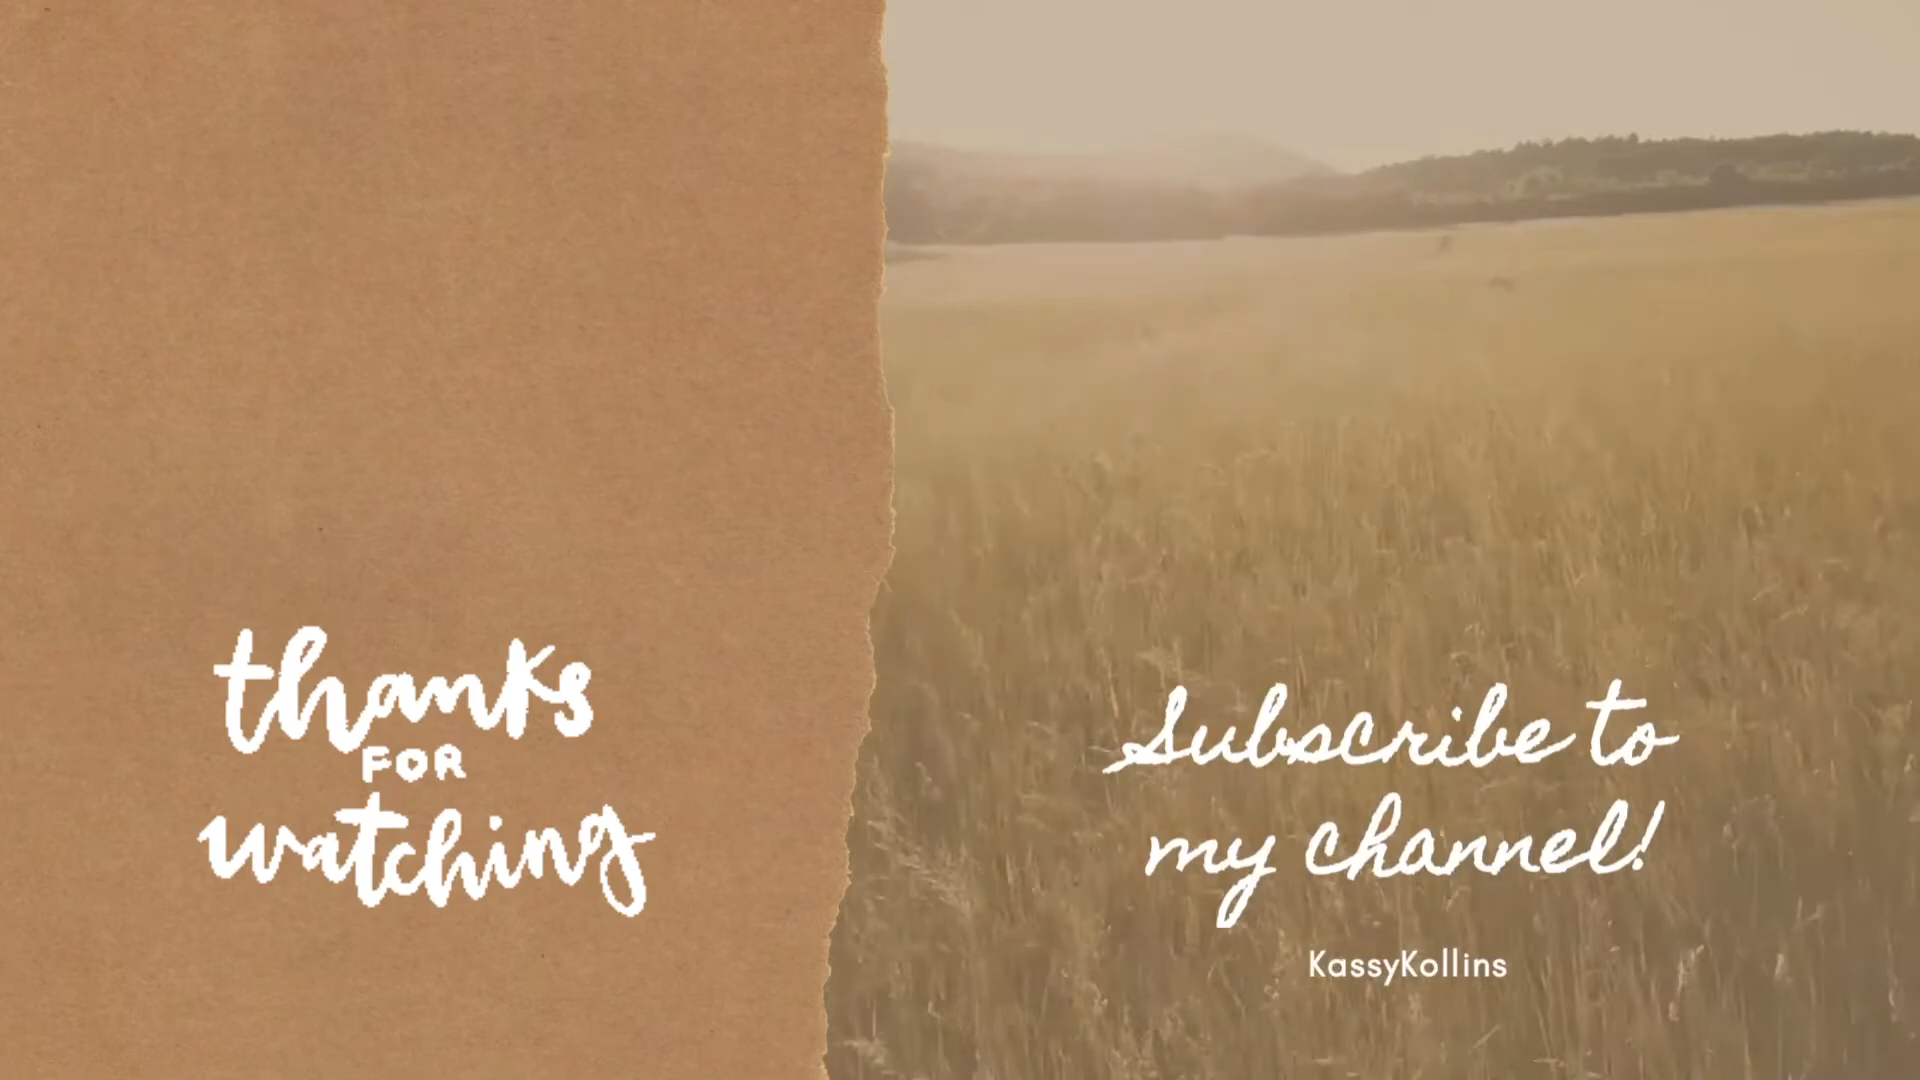 thanks
FOR
watching
Subscribe to
my channel!
KassyKollins